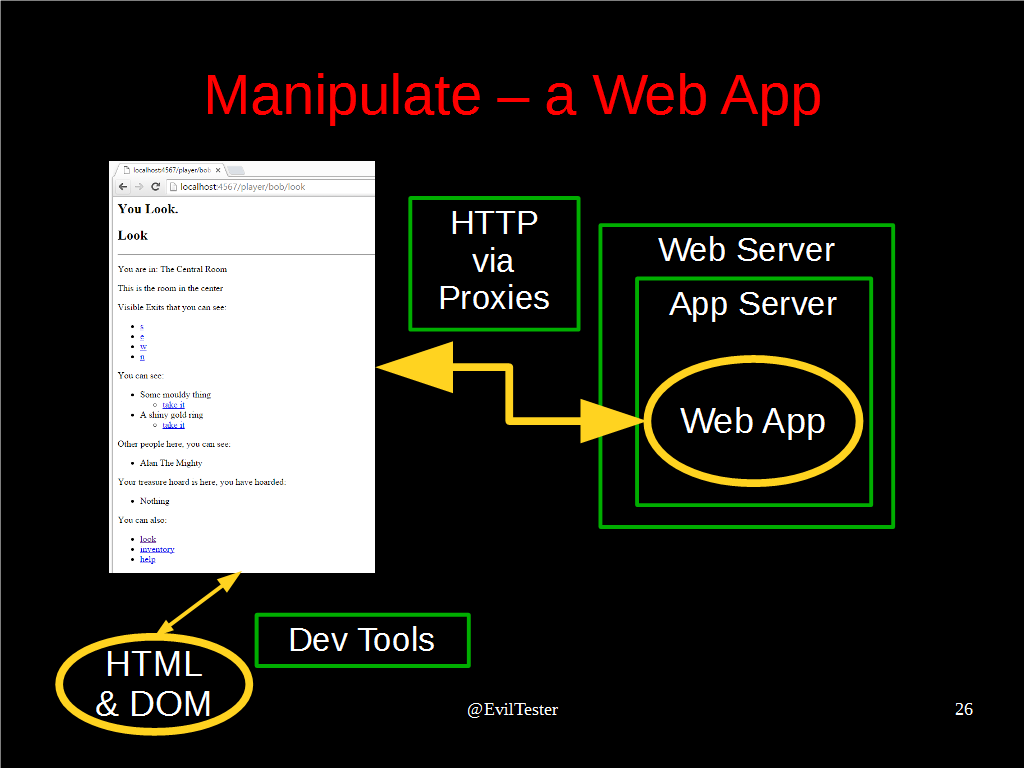 Manipulate – a Web App
localhost:4567/player/bob
localhost:4567/player/bob/look
You Look.
Look
You are in: The Central Room
This is the room in the center
Visible Exits that you can see:
s
e
w
n
You can see:
Some mouldy thing
take it
A shiny gold ring
take it
Other people here, you can see:
Alan The Mighty
Your treasure hoard is here, you have hoarded:
Nothing
You can also:
look
inventory
help
HTTP
via
Proxies
Web Server
App Server
Web App
Dev Tools
HTML
& DOM
@EvilTester
26